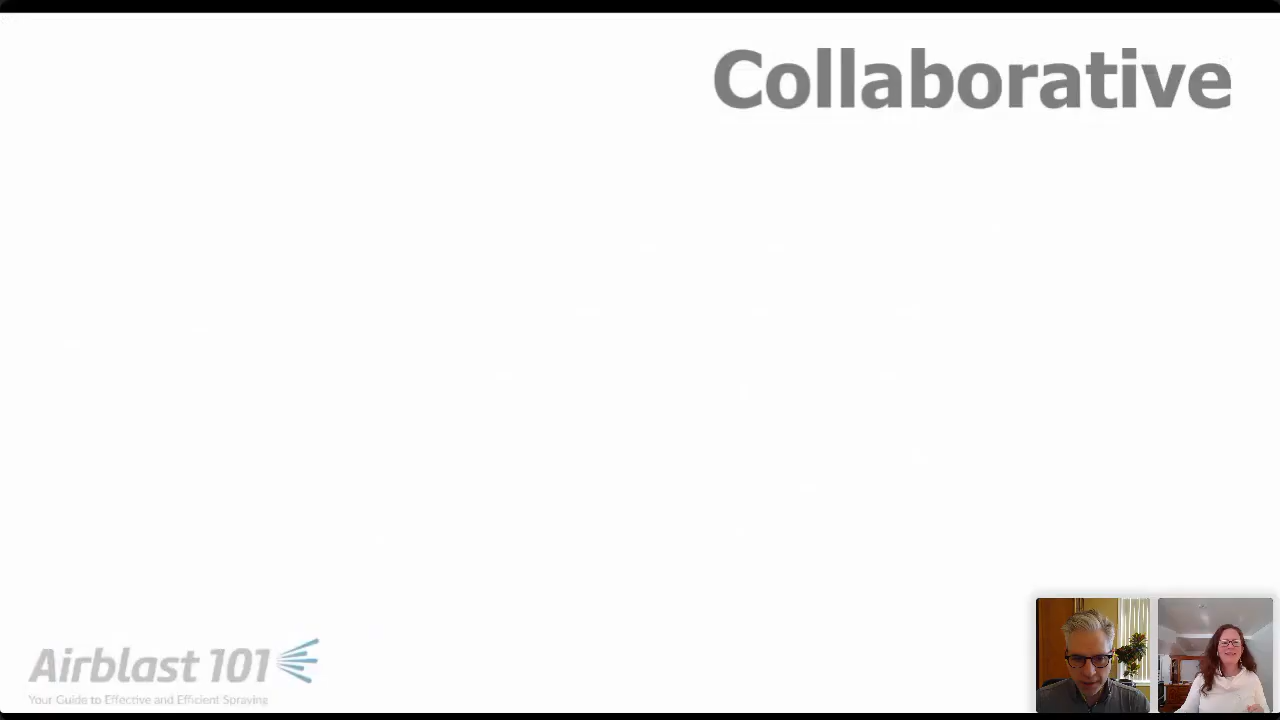 Collaborative
Airblast 101
Your Guide to Effective and Efficient Spraying